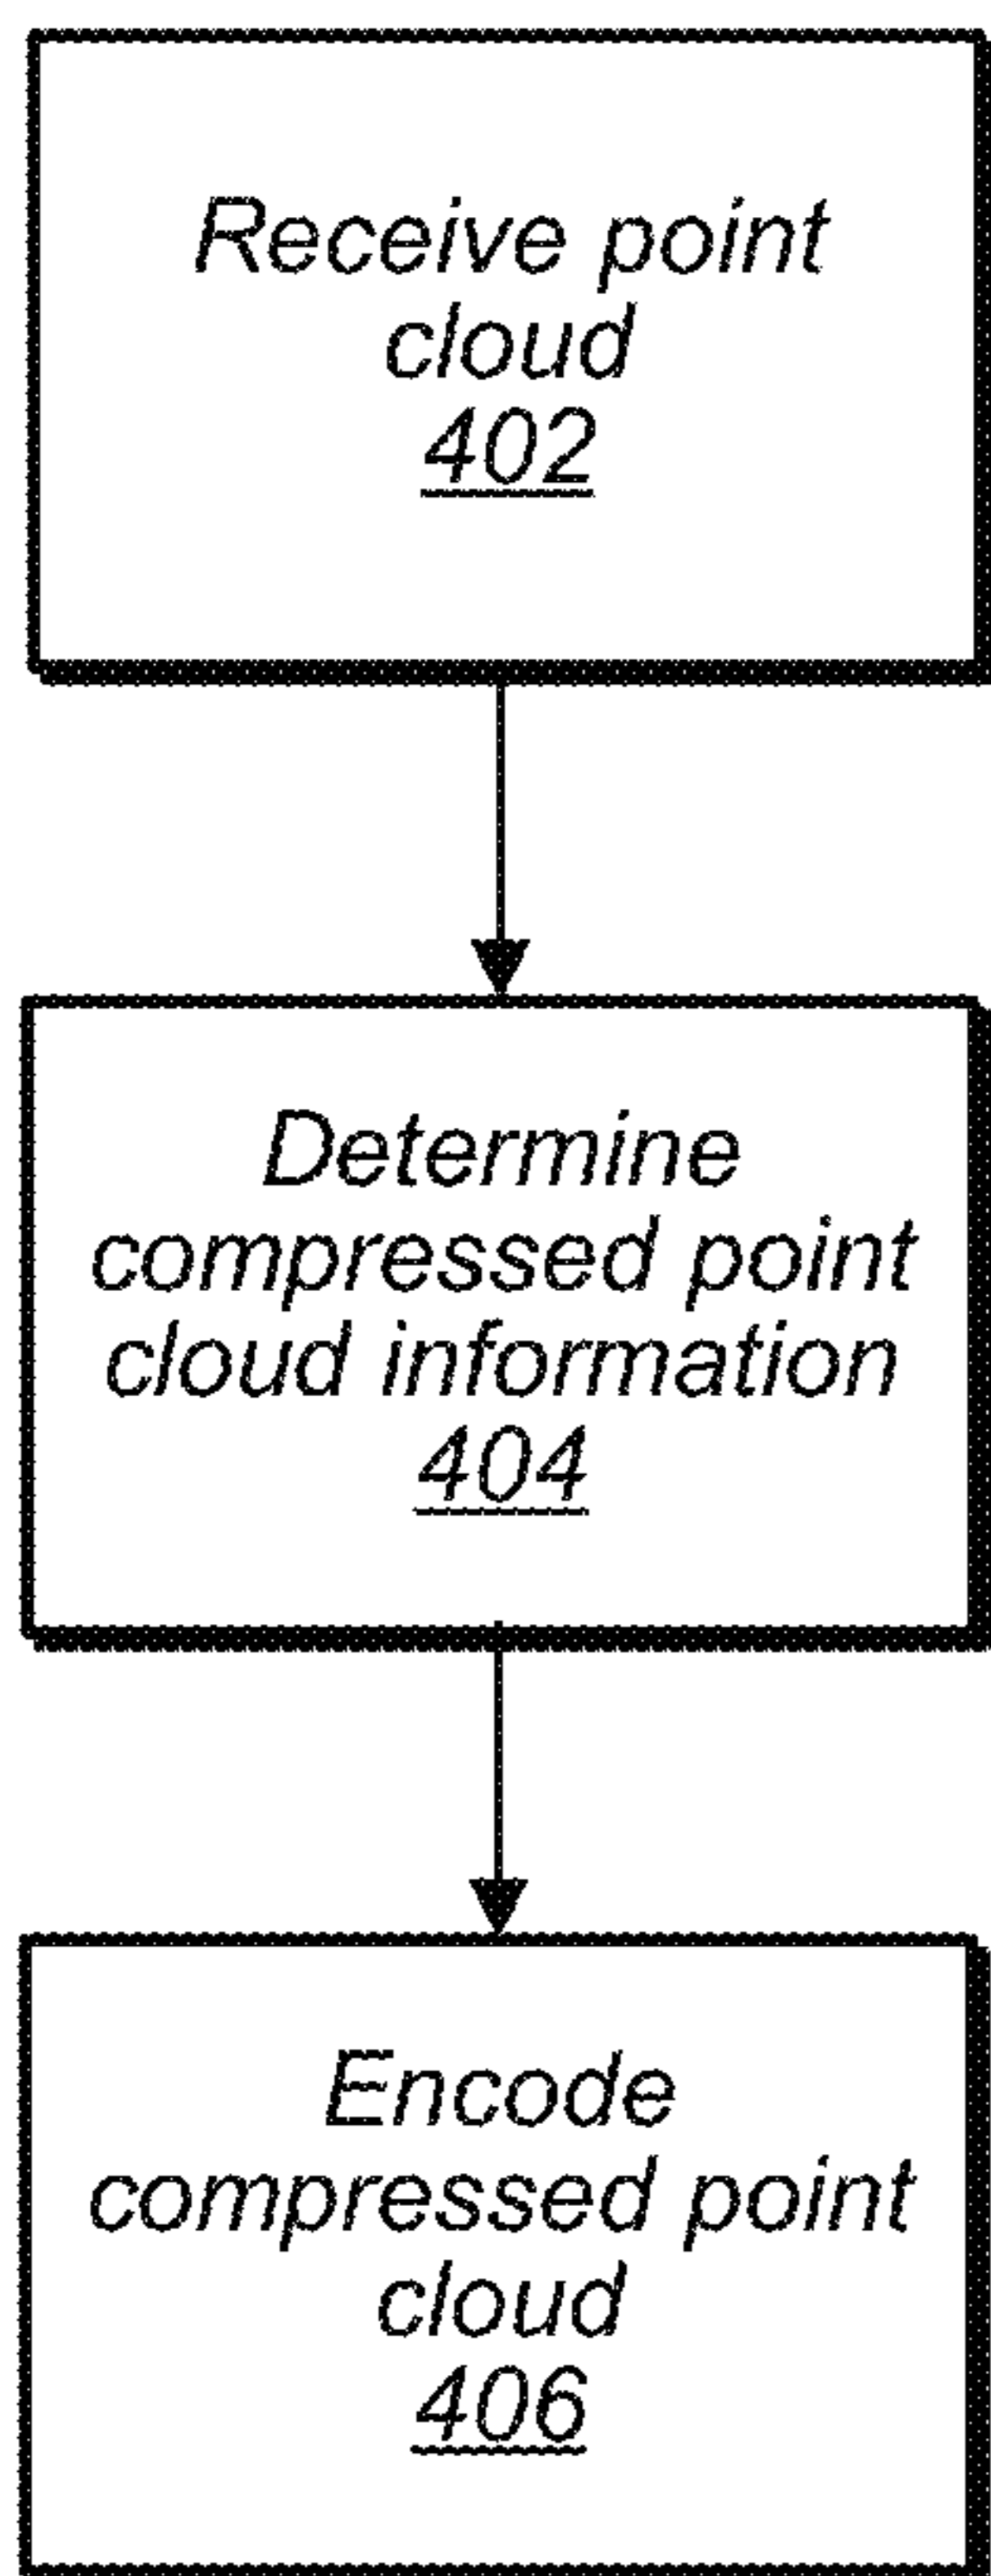 Receive point
cloud
402
Determine
compressed point
cloud information
404
Encode
compressed point
cloud
406